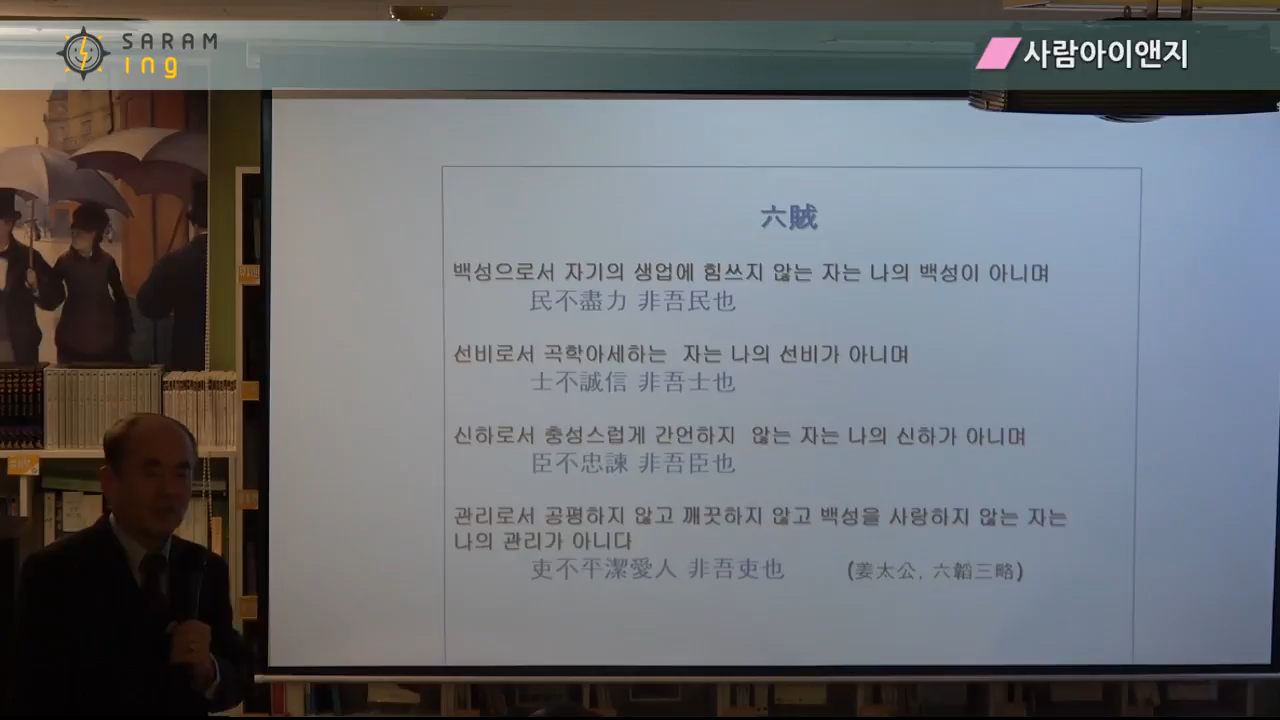 SARAM
ing
사람아이앤지
六賊
백성으로서 자기의 생업에 힘쓰지 않는 자는 나의 백성이 아니며
民不盡力 非吾民也
선비로서 곡학아세하는 자는 나의 선비가 아니며
士不誠信 非吾士也
신하로서 충성스럽게 간언하지 않는 자는 나의 신하가 아니며
臣不忠諫 非吾臣也
관리로서 공평하지 않고 깨끗하지 않고 백성을 사랑하지 않는 자는
나의 관리가 아니다
吏不平潔愛人 非吾吏也 (姜太公, 六韜三略)